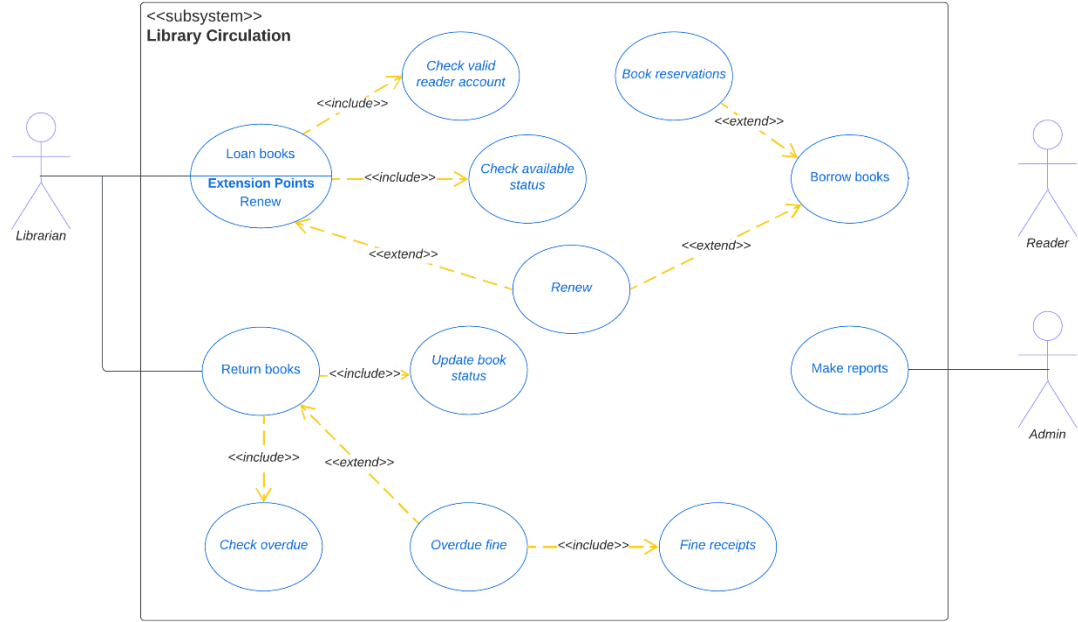 <<subsystem>>
Library Circulation
Check valid
reader account
Book reservations
<<include>>
<<extend>>
Loan books
Extension Points
Renew
<<include>>
Check available
status
Borrow books
Librarian
Reader
<<extend>>
<<extend>>
Renew
Return books
<<include>>
Update book
status
Make reports
Admin
<<include>>
<<extend>>
Check overdue
Overdue fine
<<include>>
Fine receipts